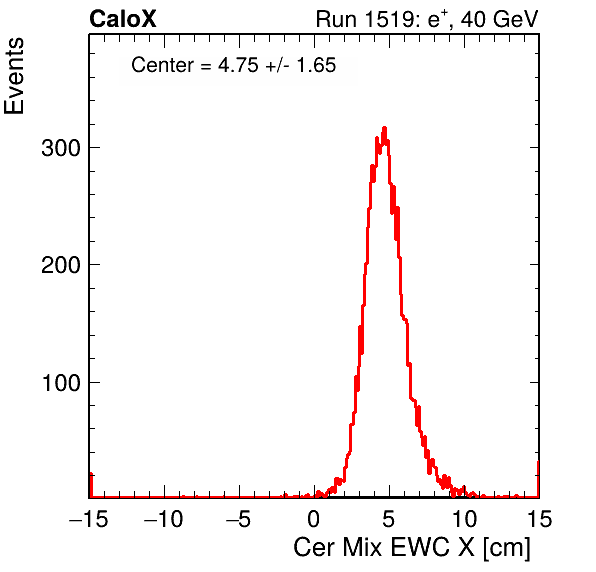 CaloX Run 1519: e⁺, 40 GeV
Center = 4.75 +/- 1.65
Events
300
200
100
−15 −10 −5 0 5 10 15
Cer Mix EWC X [cm]